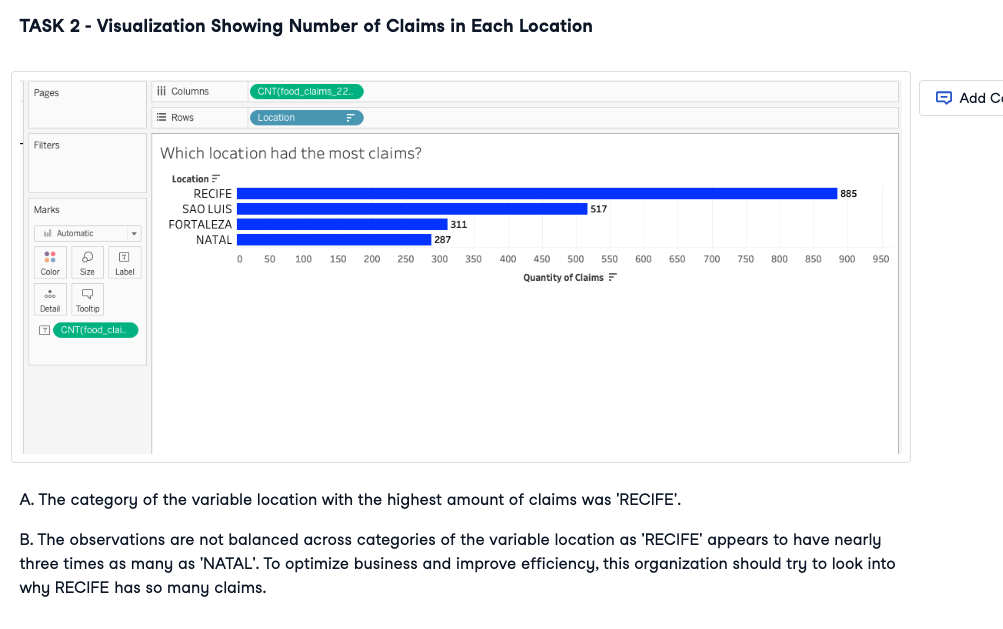 TASK 2 - Visualization Showing Number of Claims in Each Location
Pages
Columns
CNT(food_claims_22..
Add C
Rows
Location
Filters
Which location had the most claims?
Location
RECIFE
885
SAO LUIS
517
FORTALEZA
311
NATAL
287
0 50 100 150 200 250 300 350 400 450 500 550 600 650 700 750 800 850 900 950
Quantity of Claims
Marks
Automatic
Color Size Label
Detail Tooltip
CNT(food_clai..
A. The category of the variable location with the highest amount of claims was 'RECIFE'.
B. The observations are not balanced across categories of the variable location as 'RECIFE' appears to have nearly
three times as many as 'NATAL'. To optimize business and improve efficiency, this organization should try to look into
why RECIFE has so many claims.